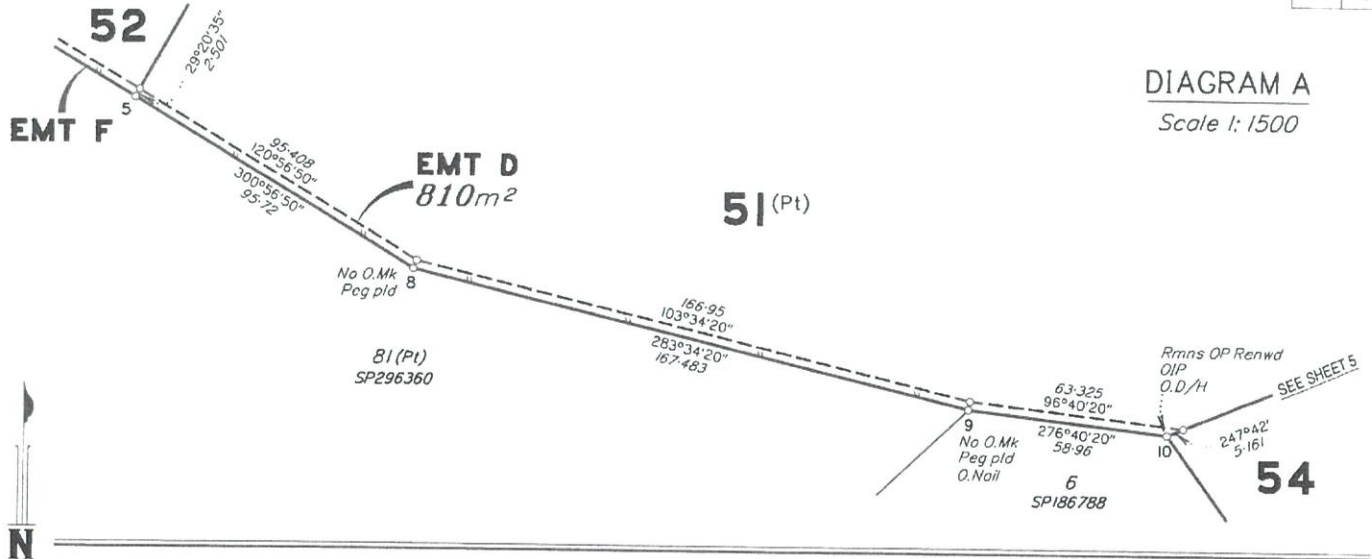 52
29°20'35"
2·501
5
EMT F
DIAGRAM A
Scale 1: 1500
95·408
120°56'50"
300°56'50"
95·72
EMT D
810m²
51(Pt)
No O.Mk
Peg pld
8
166·95
103°34'20"
283°34'20"
167·483
81(Pt)
SP296360
Rmns OP Renwd
OIP
O.D/H
SEE SHEET 5
63·325
96°40'20"
276°40'20"
58·96
9
No O.Mk
Peg pld
O.Nail
10
247°42'
5·161
6
SP186788
54
N